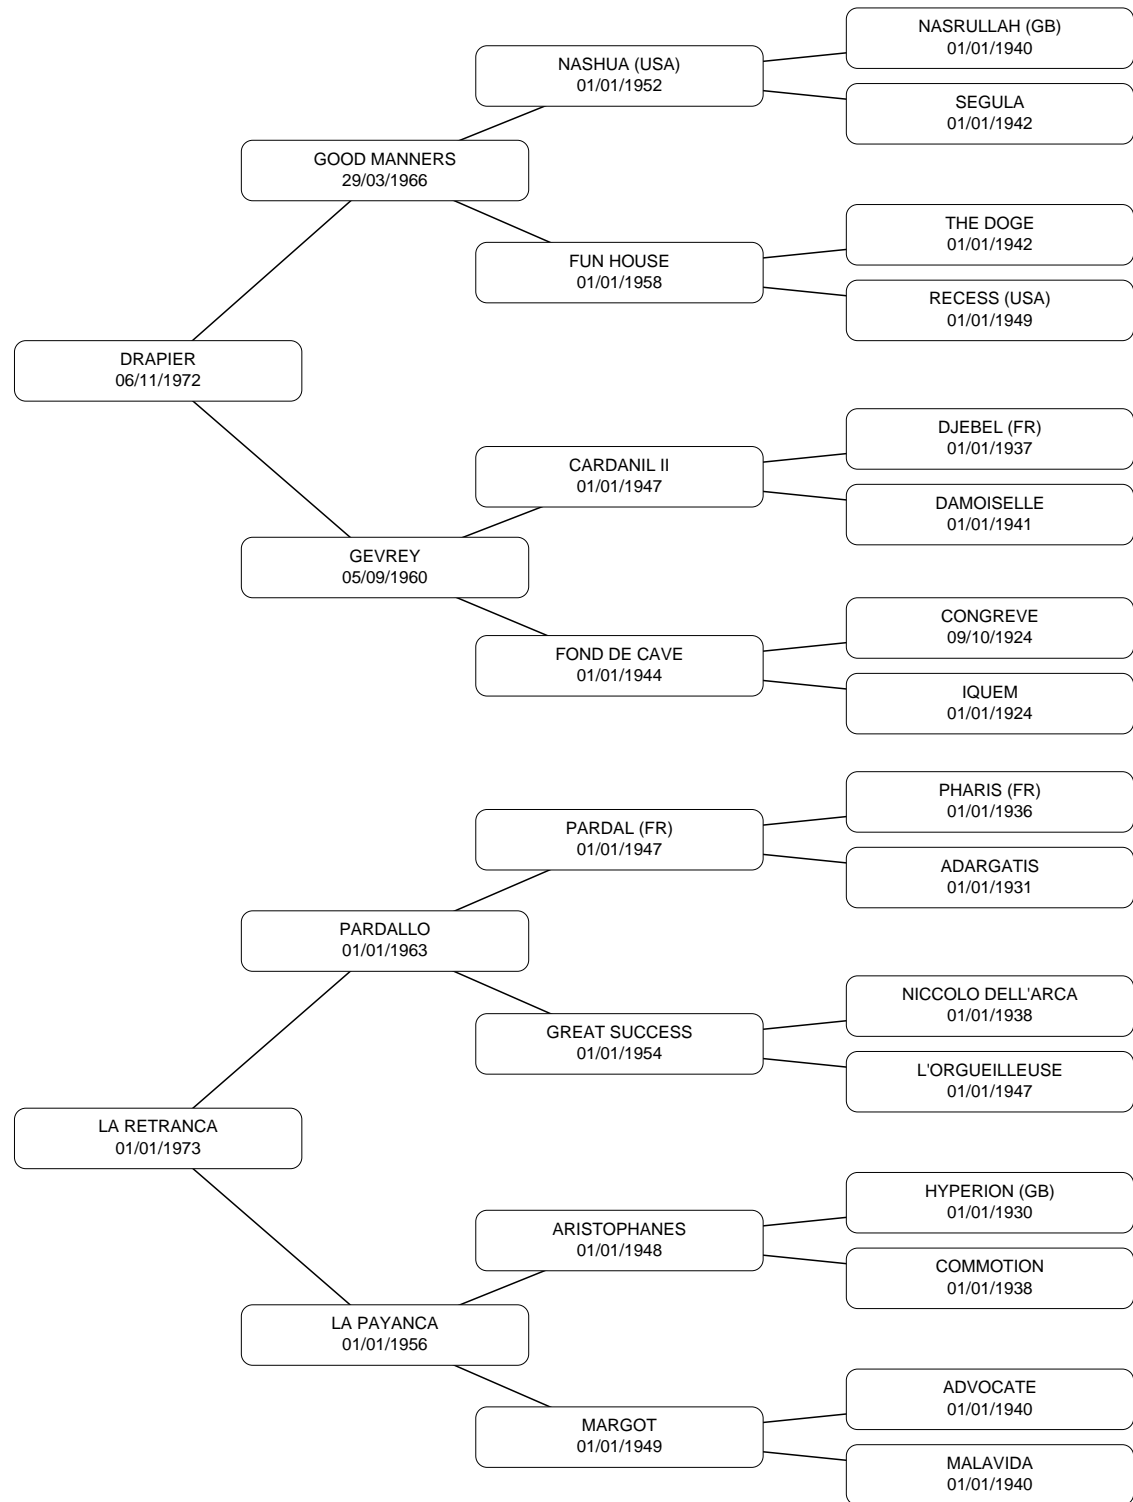 NASRULLAH (GB)
01/01/1940
NASHUA (USA)
01/01/1952
SEGULA
01/01/1942
GOOD MANNERS
29/03/1966
THE DOGE
01/01/1942
FUN HOUSE
01/01/1958
RECESS (USA)
01/01/1949
DRAPIER
06/11/1972
DJEBEL (FR)
01/01/1937
CARDANIL II
01/01/1947
DAMOISELLE
01/01/1941
GEVREY
05/09/1960
CONGREVE
09/10/1924
FOND DE CAVE
01/01/1944
IQUEM
01/01/1924
PHARIS (FR)
01/01/1936
PARDAL (FR)
01/01/1947
ADARGATIS
01/01/1931
PARDALLO
01/01/1963
NICCOLO DELL'ARCA
01/01/1938
GREAT SUCCESS
01/01/1954
L'ORGUEILLEUSE
01/01/1947
LA RETRANCA
01/01/1973
HYPERION (GB)
01/01/1930
ARISTOPHANES
01/01/1948
COMMOTION
01/01/1938
LA PAYANCA
01/01/1956
ADVOCATE
01/01/1940
MARGOT
01/01/1949
MALAVIDA
01/01/1940